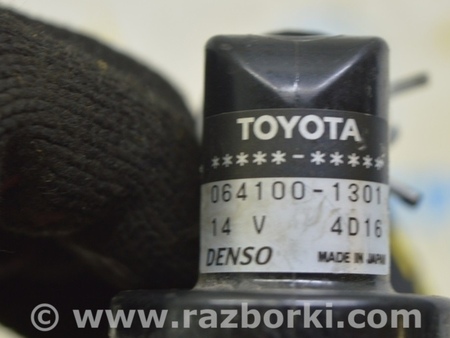 TOYOTA
*****-*****
064100-1301
14 V 4D16
DENSO MADE IN JAPAN
© www.razborki.com